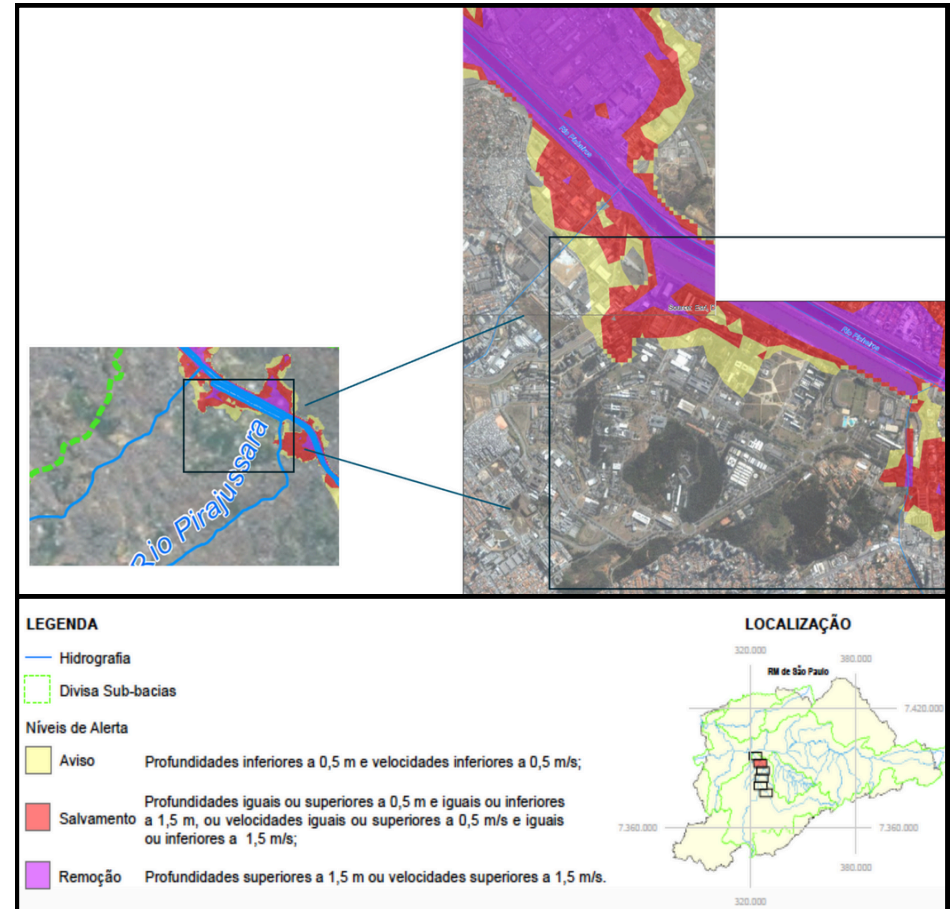 Rio Pinheiros
Rio Pinheiros
Rio Pirajussara
LEGENDA
Hidrografia
Divisa Sub-bacias
Níveis de Alerta
Aviso Profundidades inferiores a 0,5 m e velocidades inferiores a 0,5 m/s;
Salvamento Profundidades iguais ou superiores a 0,5 m e iguais ou inferiores
a 1,5 m, ou velocidades iguais ou superiores a 0,5 m/s e iguais
ou inferiores a 1,5 m/s;
Remoção Profundidades superiores a 1,5 m ou velocidades superiores a 1,5 m/s.
LOCALIZAÇÃO
320.000
380.000
RM de São Paulo
7.420.000
7.360.000
7.360.000
380.000
320.000